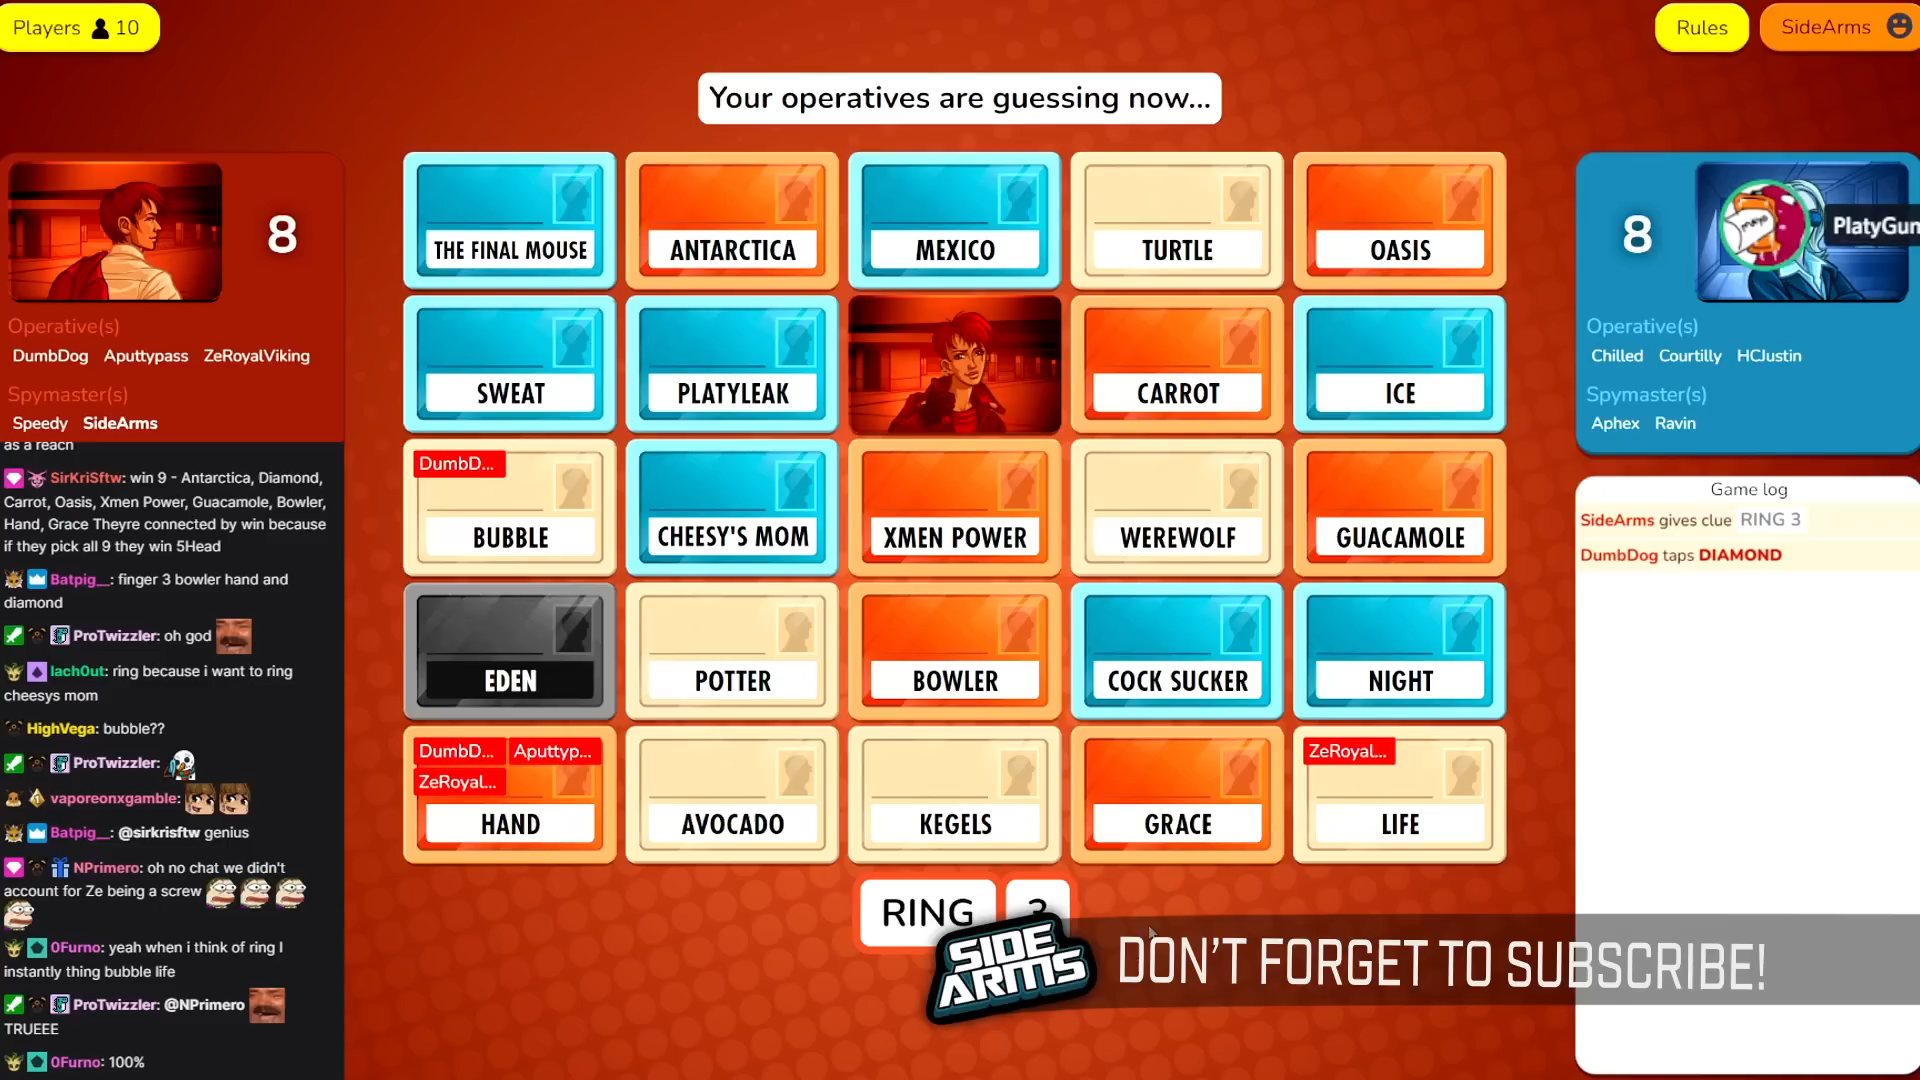 Players 10
Rules
SideArms
Your operatives are guessing now...
8
Operative(s)
DumbDog Aputtypass ZeRoyalViking
Spymaster(s)
Speedy SideArms
as a reach
SirKriSftw: win 9 - Antarctica, Diamond,
Carrot, Oasis, Xmen Power, Guacamole, Bowler,
Hand, Grace Theyre connected by win because
if they pick all 9 they win 5Head
Batpig__: finger 3 bowler hand and
diamond
ProTwizzler: oh god
lach0ut: ring because i want to ring
cheesys mom
HighVega: bubble??
ProTwizzler:
vaporeonxgamble:
Batpig__: @sirkrisftw genius
NPrimero: oh no chat we didn't
account for Ze being a screw
0Furno: yeah when i think of ring I
instantly thing bubble life
ProTwizzler: @NPrimero
TRUEEE
0Furno: 100%
THE FINAL MOUSE
ANTARCTICA
MEXICO
TURTLE
OASIS
SWEAT
PLATYLEAK
CARROT
ICE
DumbD...
BUBBLE
CHEESY'S MOM
XMEN POWER
WEREWOLF
GUACAMOLE
EDEN
POTTER
BOWLER
COCK SUCKER
NIGHT
DumbD... Aputtyp...
ZeRoyal...
HAND
AVOCADO
KEGELS
GRACE
ZeRoyal...
LIFE
RING 3
SIDE
ARMS
DON'T FORGET TO SUBSCRIBE!
8
PlatyGun
Operative(s)
Chilled Courtilly HCJustin
Spymaster(s)
Aphex Ravin
Game log
SideArms gives clue RING 3
DumbDog taps DIAMOND